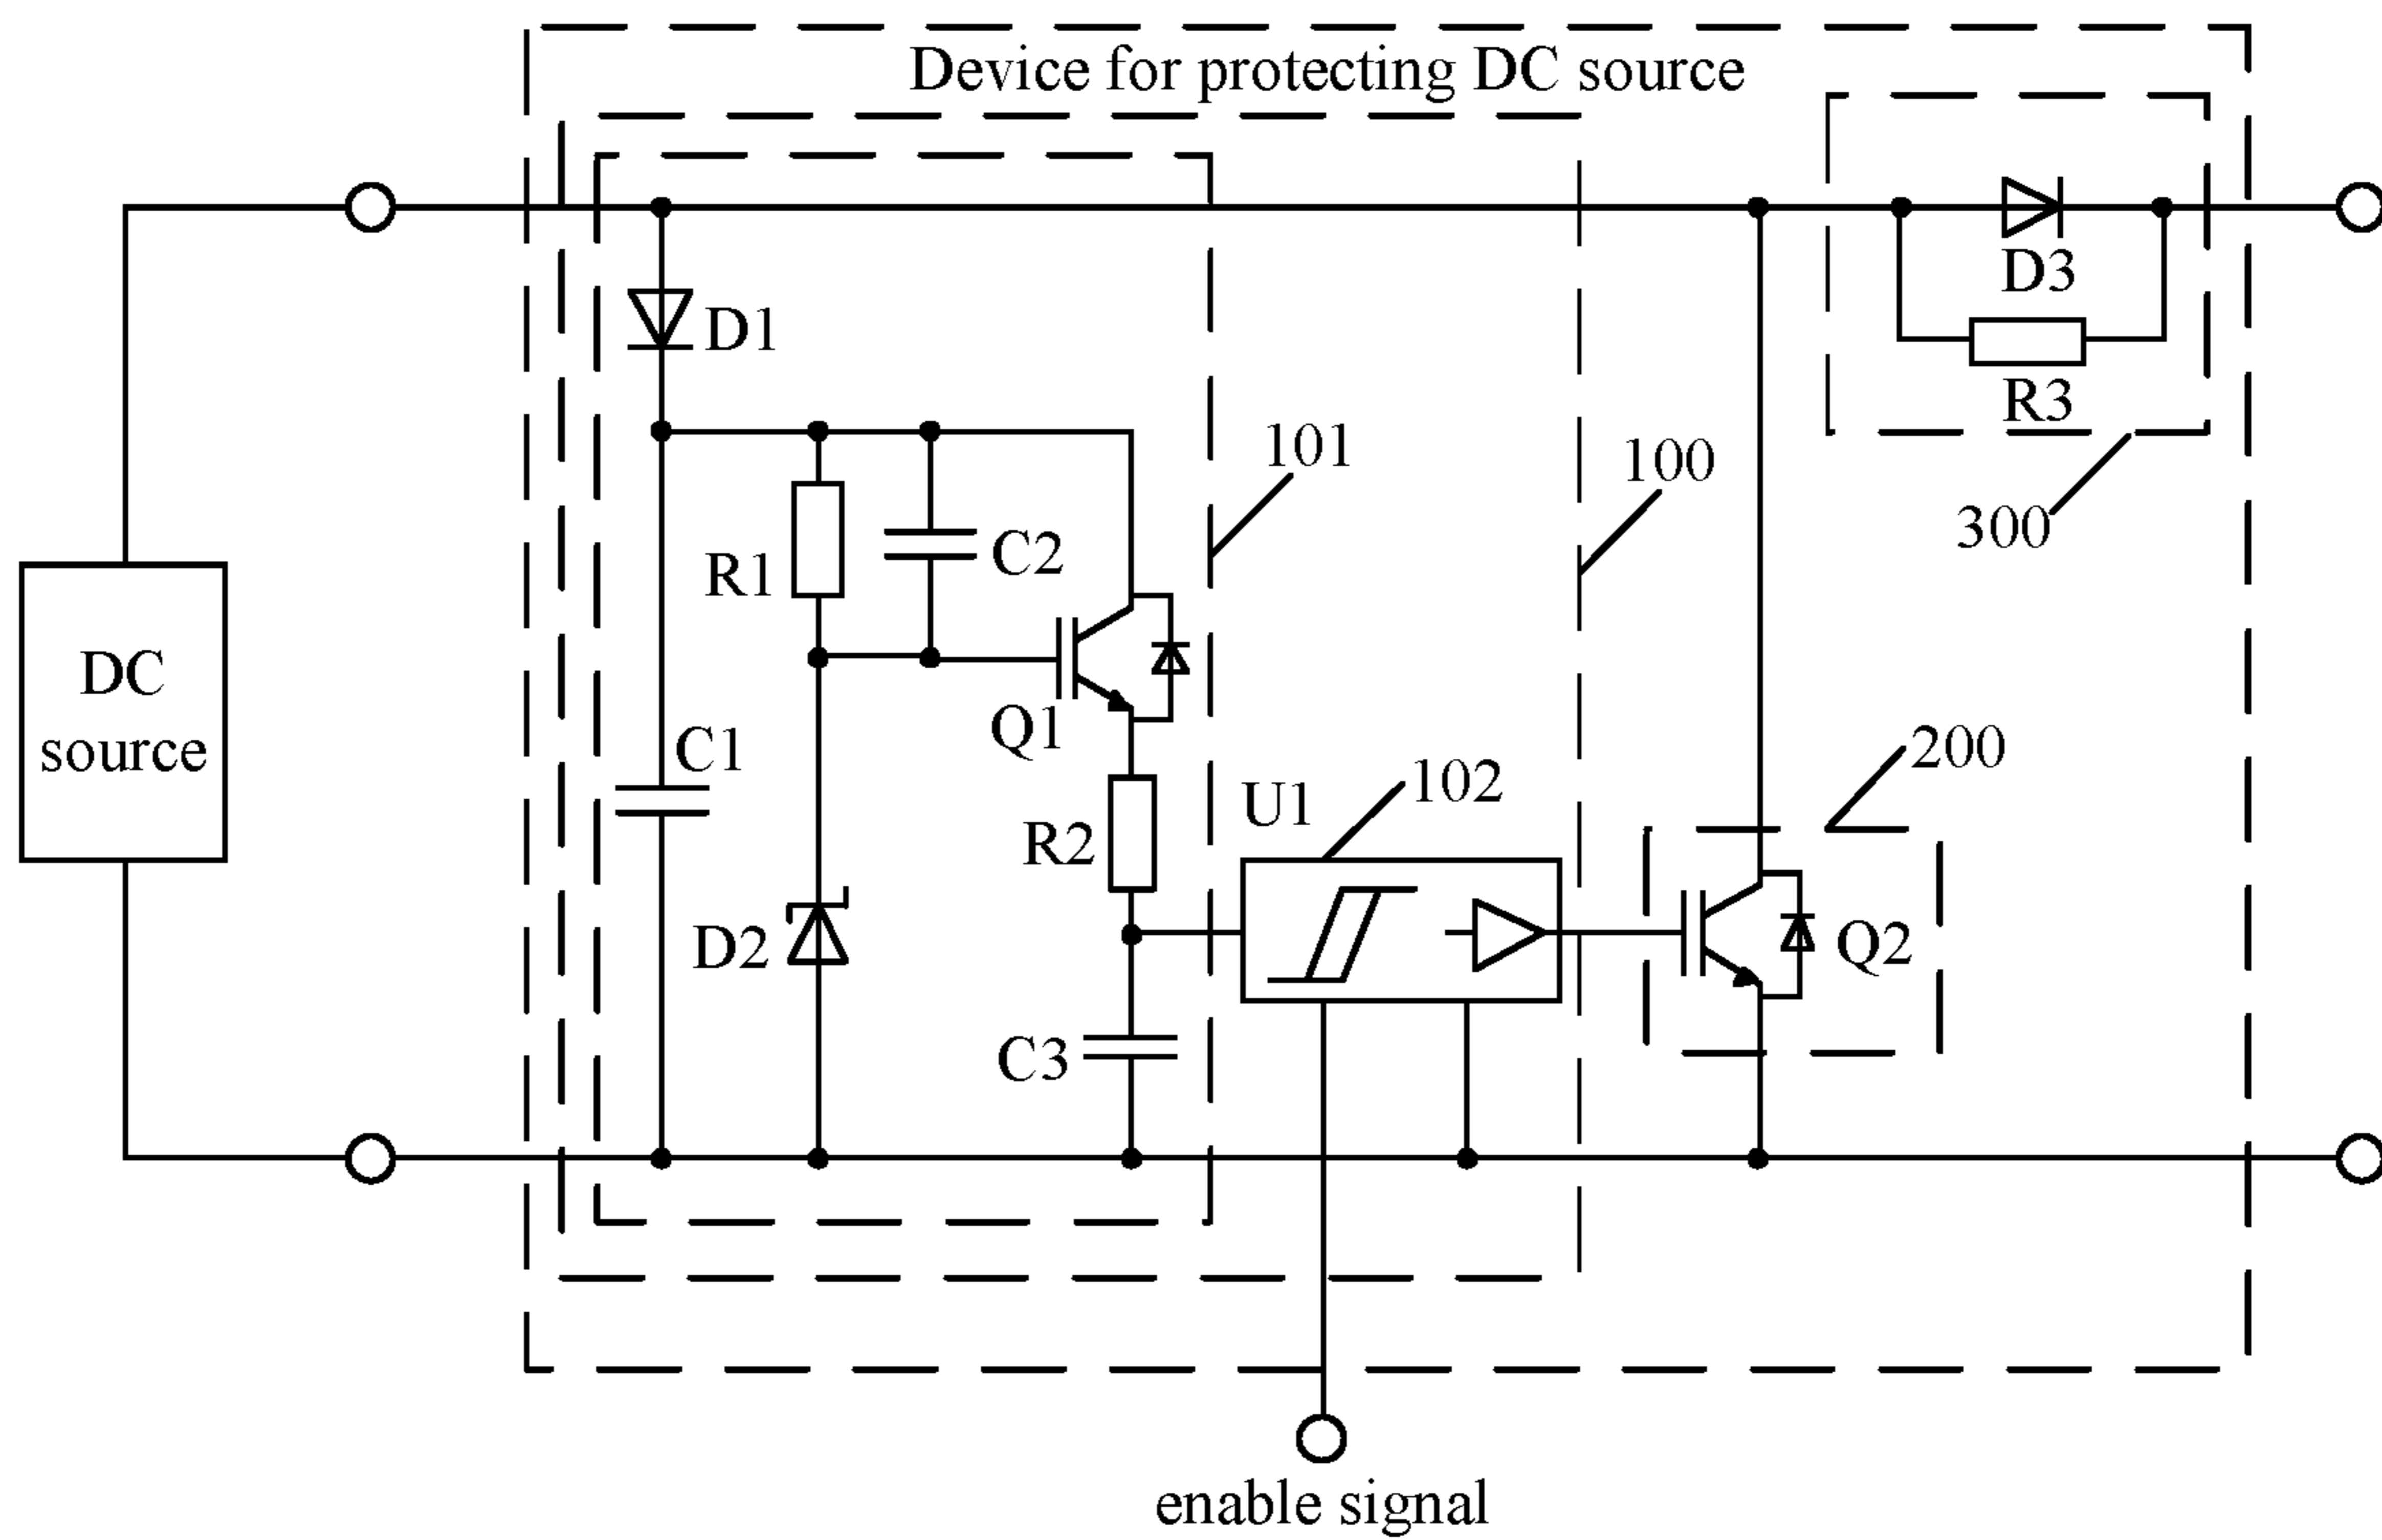 Device for protecting DC source
D1
D3
R3
101
100
300
R1
C2
DC
source
Q1
C1
200
U1
102
R2
D2
Q2
C3
enable signal